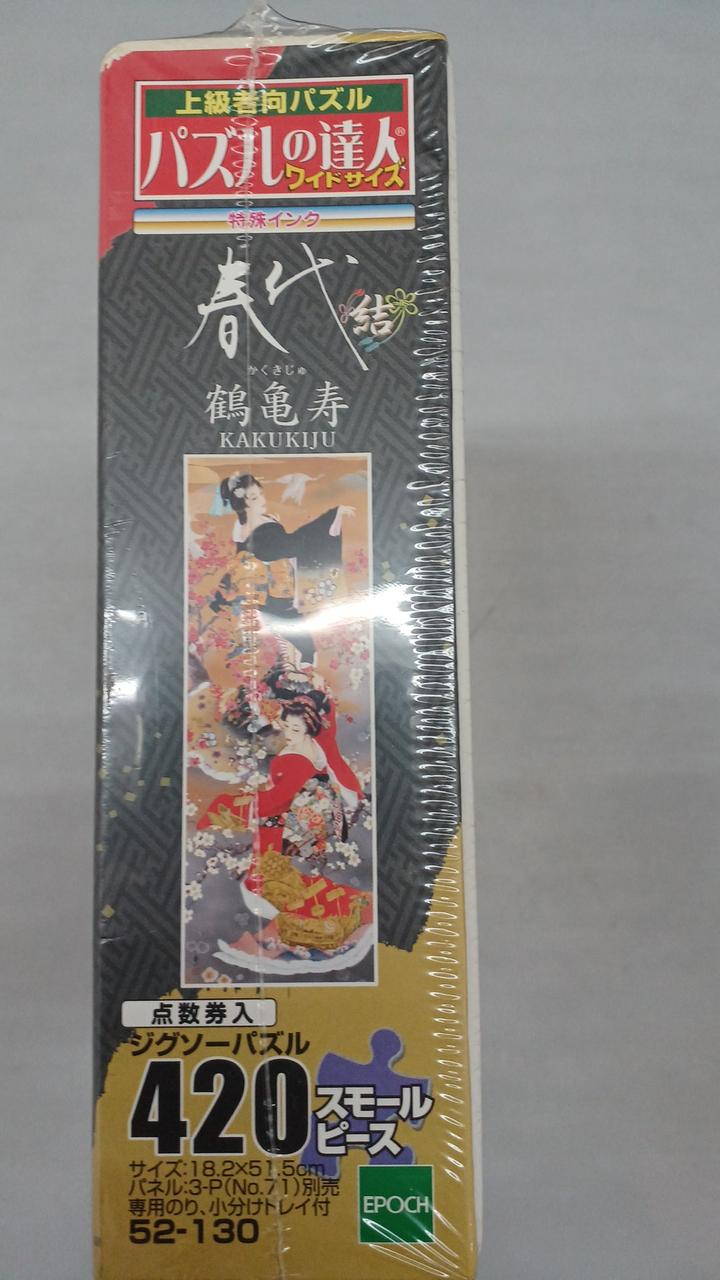 上級者向パズル
パズルの達人®
ワイドサイズ
特殊インク
春代
結
かくきじゅ
鶴亀寿
KAKUKIJU
点数券入
ジグソーパズル
420スモール
ピース
サイズ:18.2×51.5cm
パネル:3-P(No.71)別売
専用のり、小分けトレイ付
52-130
EPOCH